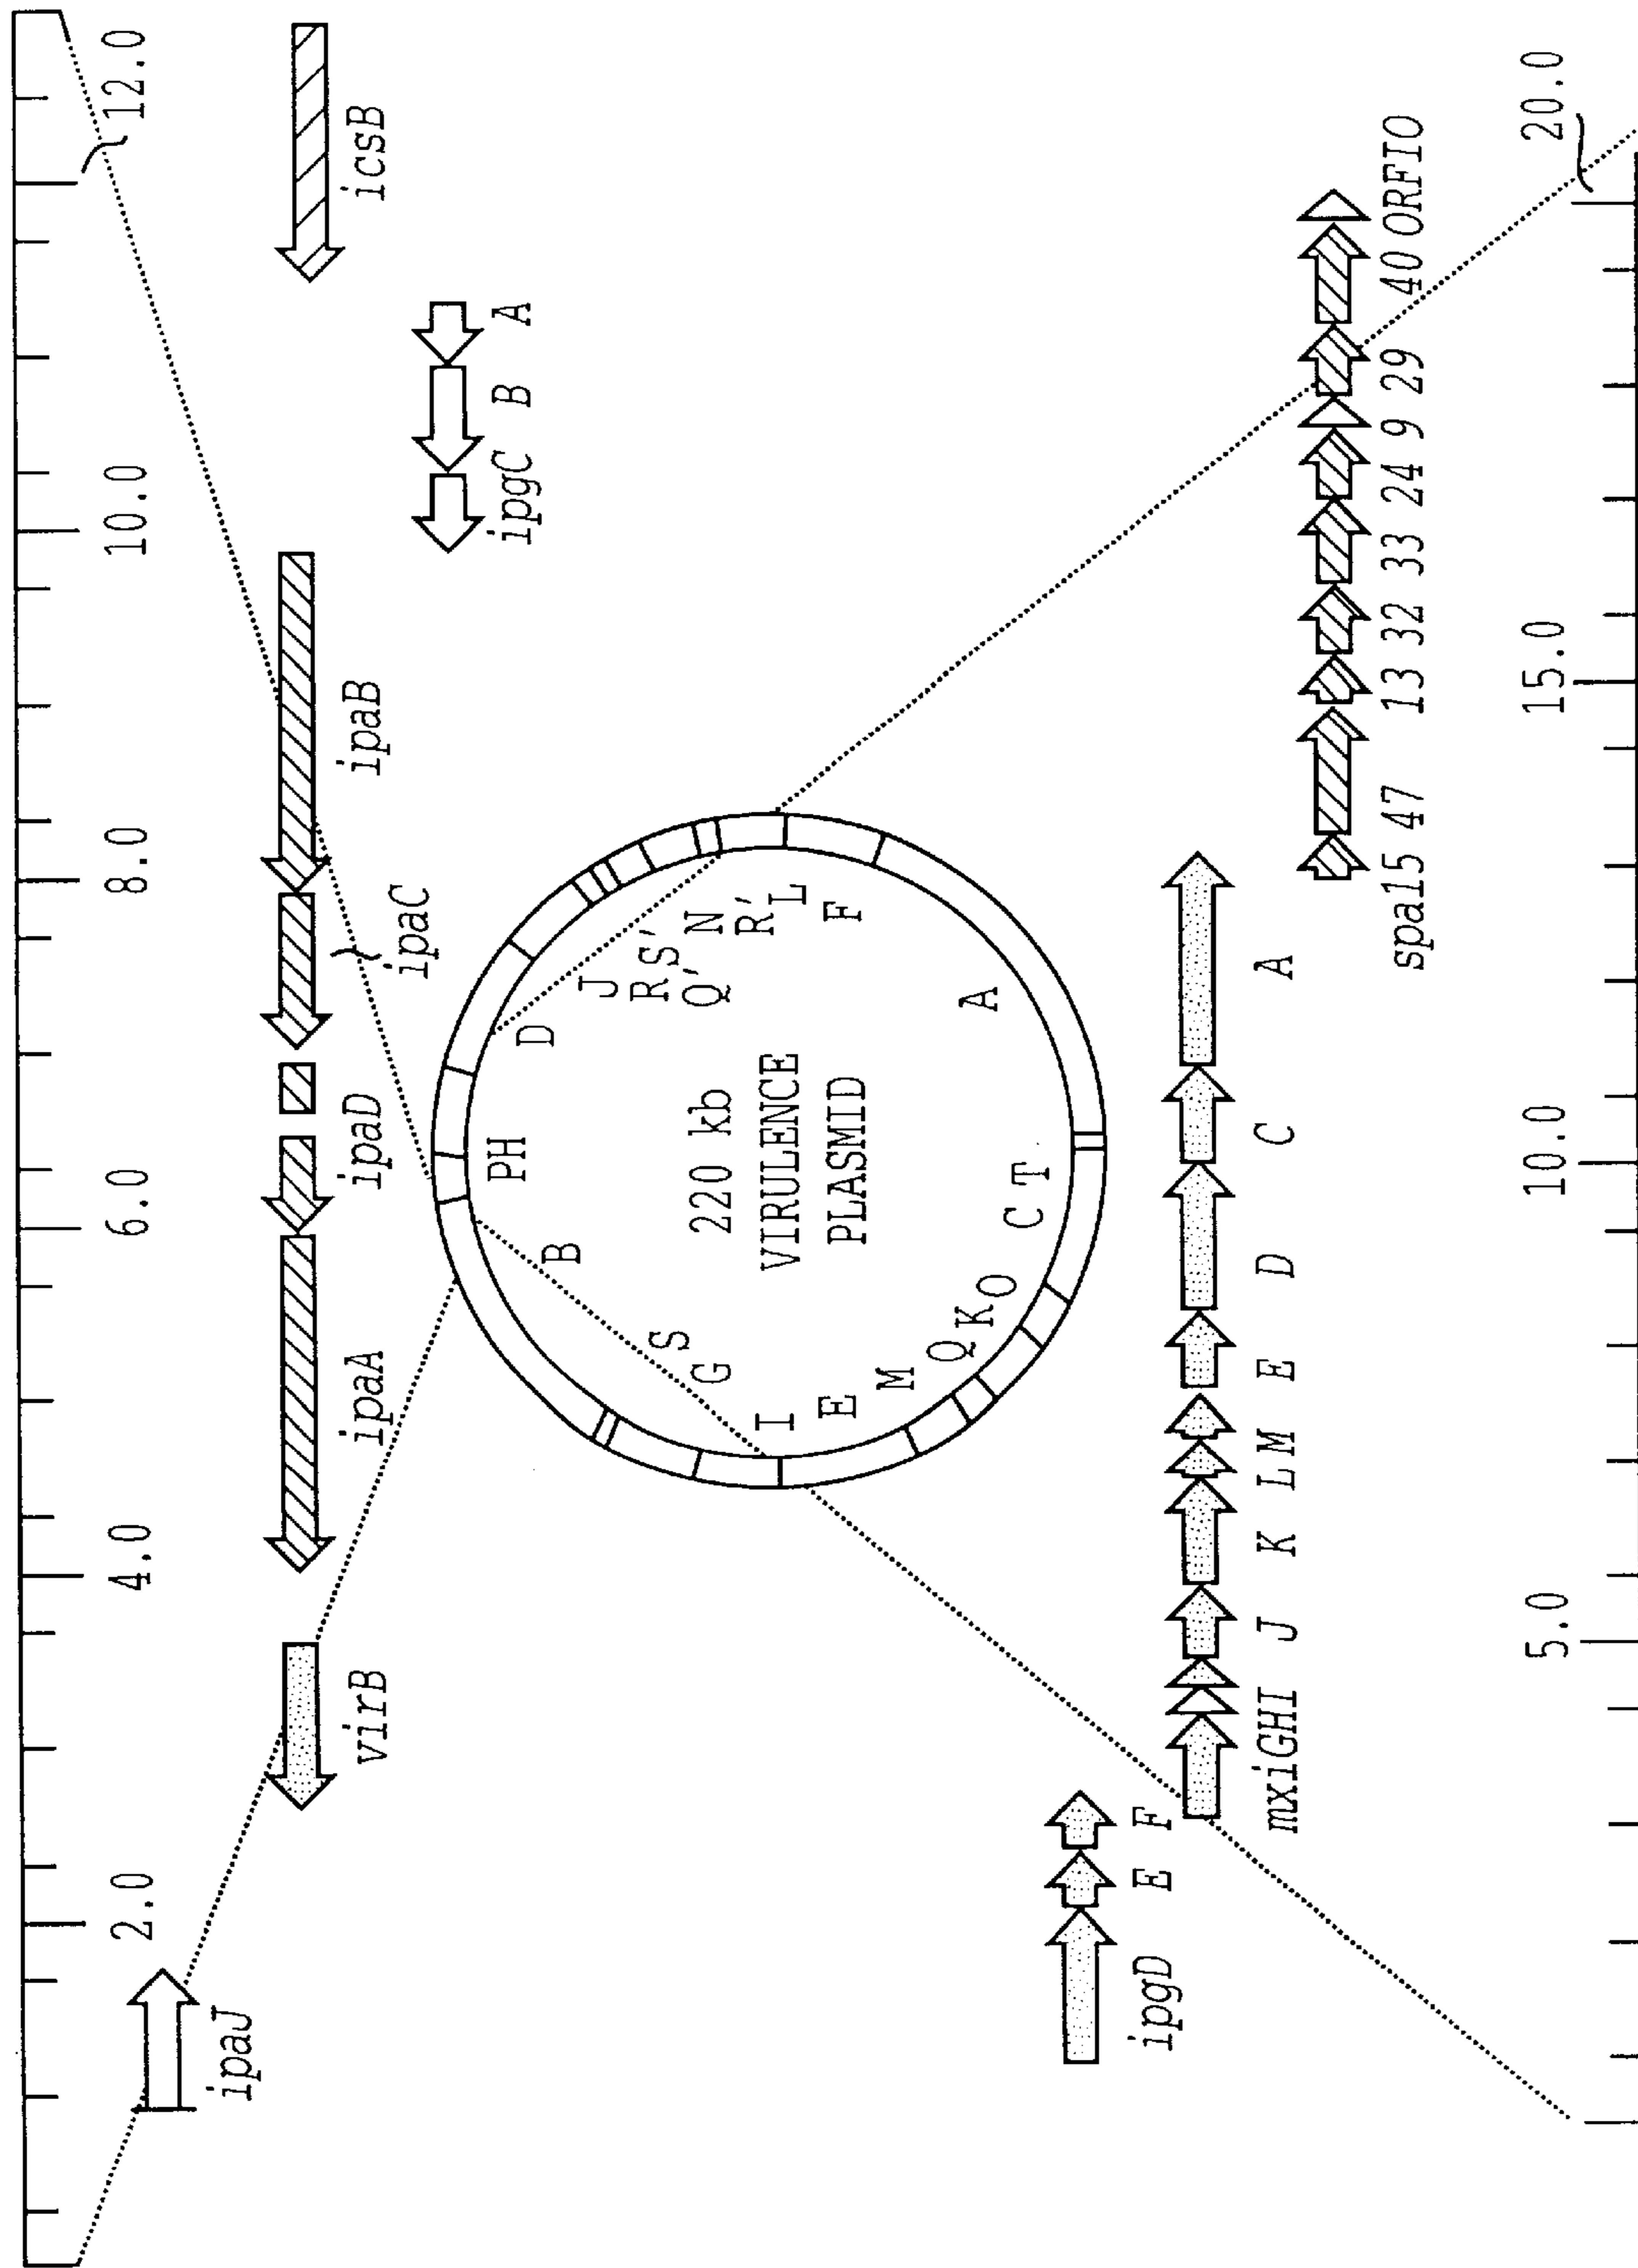 2.0 4.0 6.0 8.0 10.0 12.0
ipaJ
virB ipaA ipaD ipaC ipaB icsB
ipgC B A
B PH D
S G J R S' Q' N R' L F
220 kb
VIRULENCE
PLASMID
I E M Q K O C T A
ipgD E F
mxiGHI J K L M E D C A
spa15 47 13 32 33 24 9 29 40 ORFIO
5.0 10.0 15.0 20.0